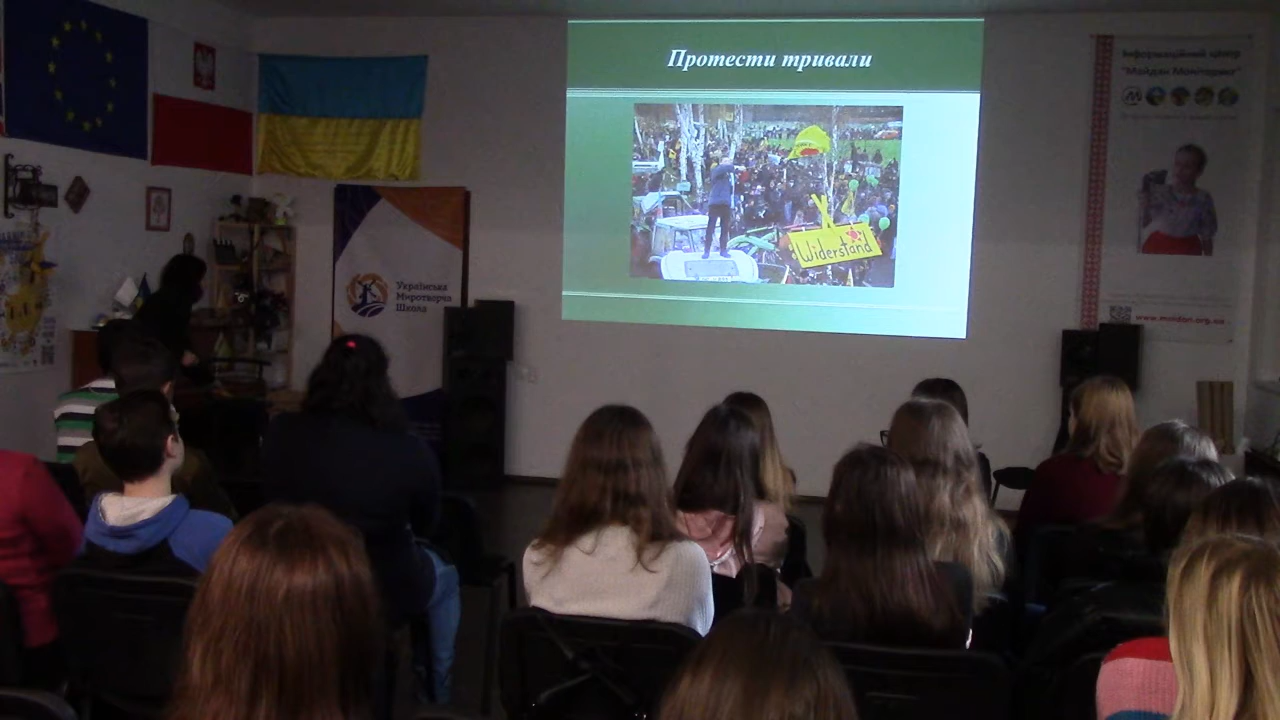 Протести тривали
Widerstand
Українська
Миротворча
Школа
Інформаційний центр
"Майдан Моніторинг"
www.maidan.org.ua